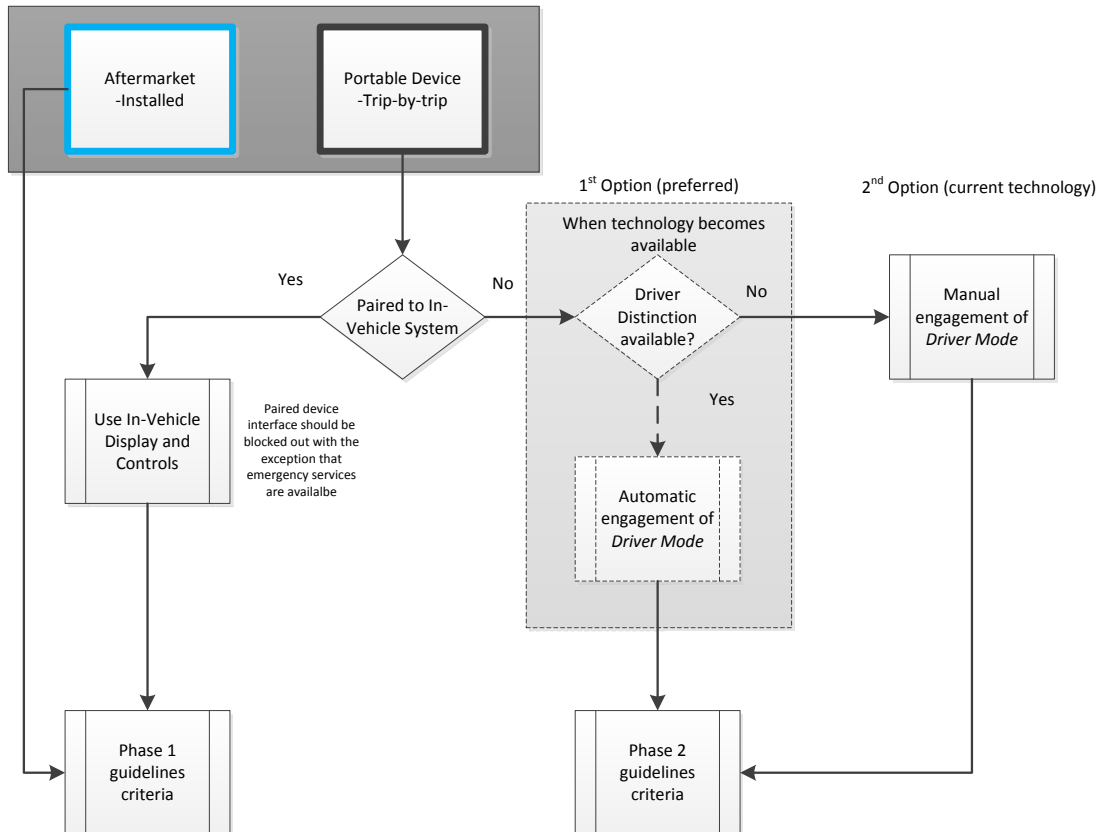 Aftermarket
-Installed
Portable Device
-Trip-by-trip
1st Option (preferred)
2nd Option (current technology)
When technology becomes
available
Yes
Paired to In-
Vehicle System
No
Driver
Distinction
available?
No
Manual
engagement of
Driver Mode
Use In-Vehicle
Display and
Controls
Paired device
interface should be
blocked out with the
exception that
emergency services
are availalbe
Yes
Automatic
engagement of
Driver Mode
Phase 1
guidelines
criteria
Phase 2
guidelines
criteria